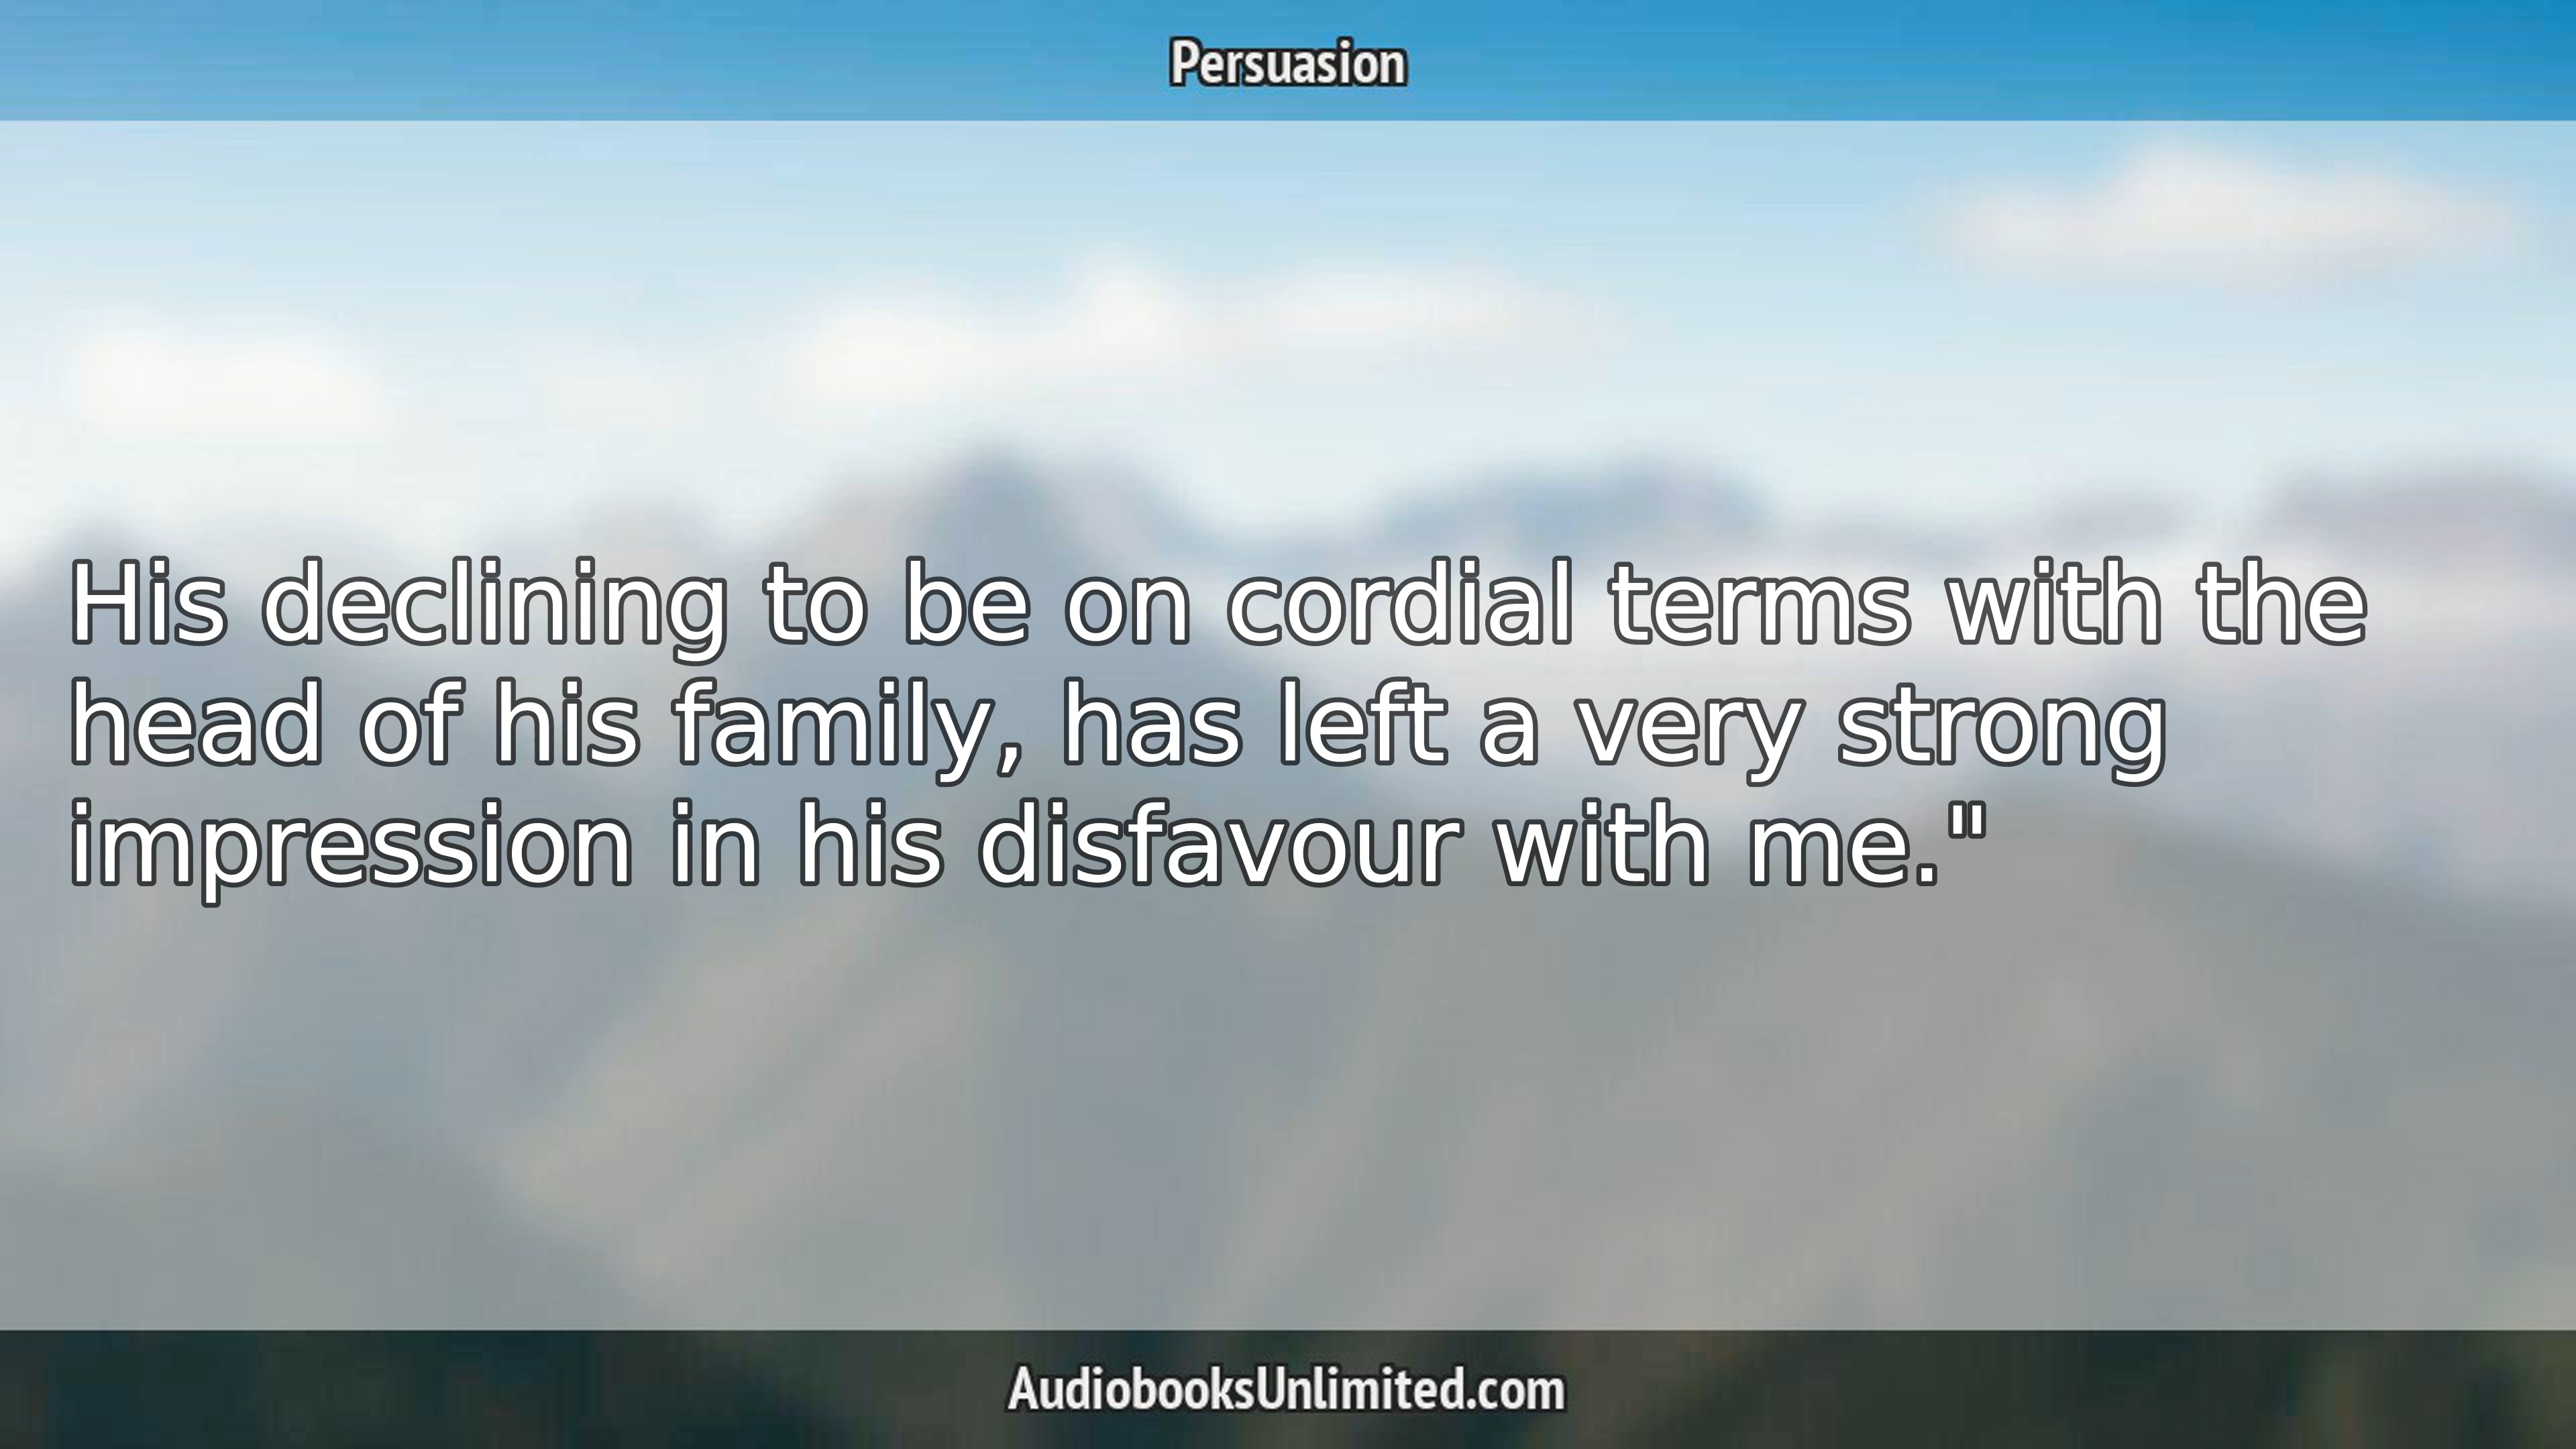 Persuasion
His declining to be on cordial terms with the
head of his family, has left a very strong
impression in his disfavour with me."
AudiobooksUnlimited.com